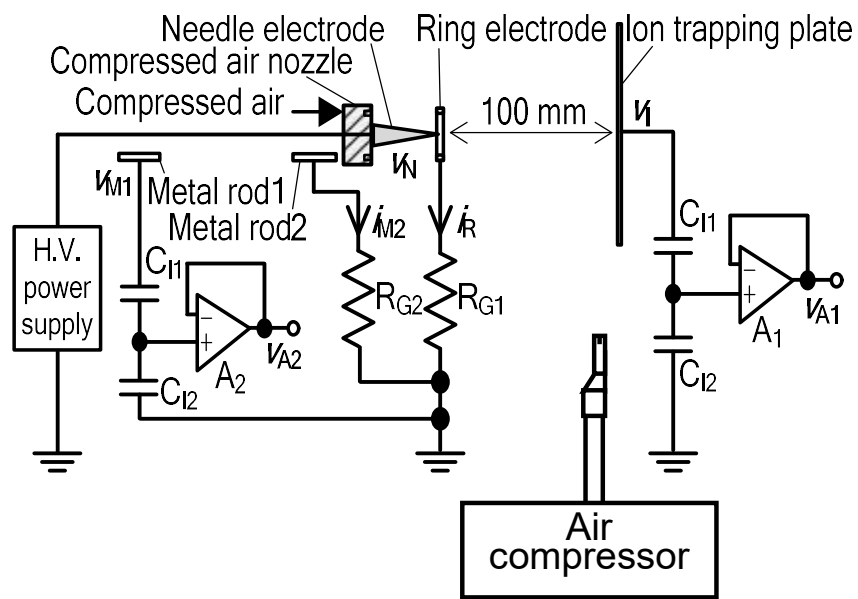 Needle electrode
Ring electrode
Ion trapping plate
Compressed air nozzle
Compressed air
100 mm
vI
vN
vM1
Metal rod1
Metal rod2
iM2
iR
CI1
H.V.
power
supply
CI1
RG2
RG1
A1
vA1
A2
vA2
CI2
CI2
Air
compressor